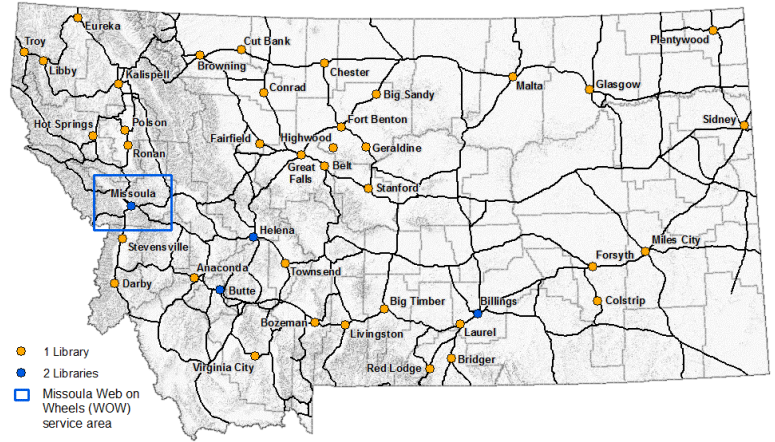 Eureka
Troy
Libby
Kalispell
Cut Bank
Browning
Chester
Conrad
Big Sandy
Malta
Glasgow
Plentywood
Sidney
Hot Springs
Polson
Ronan
Fairfield
Highwood
Fort Benton
Geraldine
Great
Falls
Belt
Stanford
Missoula
Stevensville
Helena
Darby
Anaconda
Butte
Townsend
Miles City
Forsyth
Colstrip
Big Timber
Billings
Bozeman
Livingston
Laurel
Virginia City
Red Lodge
Bridger
1 Library
2 Libraries
Missoula Web on
Wheels (WOW)
service area